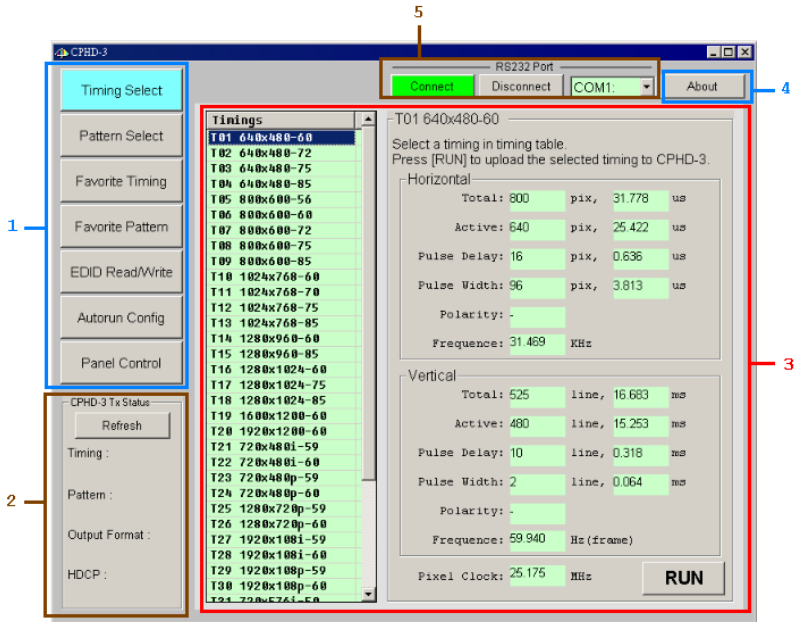 5
CPHD-3
RS232 Port
Connect Disconnect COM1:
About
4
1
Timing Select
Pattern Select
Favorite Timing
Favorite Pattern
EDID Read/Write
Autorun Config
Panel Control
2
CPHD-3 Tx Status
Refresh
Timing :
Pattern :
Output Format :
HDCP :
Timings
T01 640x480-60
T02 640x480-72
T03 640x480-75
T04 640x480-85
T05 800x600-56
T06 800x600-60
T07 800x600-72
T08 800x600-75
T09 800x600-85
T10 1024x768-60
T11 1024x768-70
T12 1024x768-75
T13 1024x768-85
T14 1280x960-60
T15 1280x960-85
T16 1280x1024-60
T17 1280x1024-75
T18 1280x1024-85
T19 1600x1200-60
T20 1920x1200-60
T21 720x480i-59
T22 720x480i-60
T23 720x480p-59
T24 720x480p-60
T25 1280x720p-59
T26 1280x720p-60
T27 1920x108i-59
T28 1920x108i-60
T29 1920x108p-59
T30 1920x108p-60
T31 720x576i-50
T01 640x480-60
Select a timing in timing table.
Press [RUN] to upload the selected timing to CPHD-3.
Horizontal
Total: 800 pix, 31.778 us
Active: 640 pix, 25.422 us
Pulse Delay: 16 pix, 0.636 us
Pulse Width: 96 pix, 3.813 us
Polarity: -
Frequence: 31.469 KHz
Vertical
Total: 525 line, 16.683 ms
Active: 480 line, 15.253 ms
Pulse Delay: 10 line, 0.318 ms
Pulse Width: 2 line, 0.064 ms
Polarity: -
Frequence: 59.940 Hz(frame)
Pixel Clock: 25.175 MHz
RUN
3